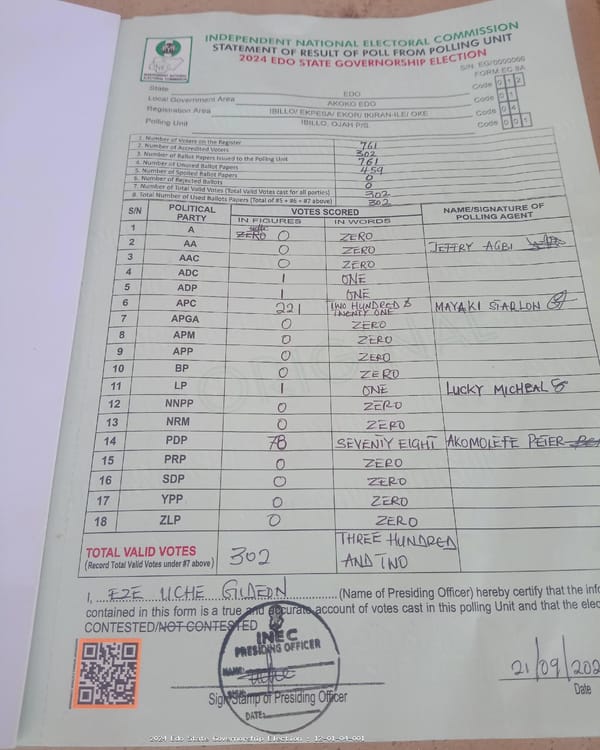 INDEPENDENT NATIONAL ELECTORAL COMMISSION
STATEMENT OF RESULT OF POLL FROM POLLING UNIT
2024 EDO STATE GOVERNORSHIP ELECTION
S/N EG/0000006
FORM EC 8A
INDEPENDENT NATIONAL ELECTORAL COMMISSION
State EDO Code 0 1 2
Local Government Area AKOKO EDO Code 0 1
Registration Area IBILLO/ EKPESA/ EKOR/ IKIRAN-ILE/ OKE Code 0 4
Polling Unit IBILLO, OJAH P/S. Code 0 0 1
1. Number of Voters on the Register 761
2. Number of Accredited Voters 302
3. Number of Ballot Papers Issued to the Polling Unit 761
4. Number of Unused Ballot Papers 459
5. Number of Spoiled Ballot Papers 0
6. Number of Rejected Ballots 0
7. Number of Total Valid Votes (Total Valid Votes cast for all parties) 302
8. Total Number of Used Ballots Papers (Total of #5 + #6 + #7 above) 302
S/N POLITICAL PARTY VOTES SCORED NAME/SIGNATURE OF POLLING AGENT
IN FIGURES IN WORDS
1 A ZERO 0 ZERO
2 AA 0 ZERO JEFFRY AGBI
3 AAC 0 ZERO
4 ADC 1 ONE
5 ADP 1 ONE
6 APC 221 TWO HUNDRED & TWENTY ONE MAYAKI STARLON
7 APGA 0 ZERO
8 APM 0 ZERO
9 APP 0 ZERO
10 BP 0 ZERO
11 LP 1 ONE LUCKY MICHEAL
12 NNPP 0 ZERO
13 NRM 0 ZERO
14 PDP 78 SEVENTY EIGHT AKOMOLEFE PETER
15 PRP 0 ZERO
16 SDP 0 ZERO
17 YPP 0 ZERO
18 ZLP 0 ZERO
TOTAL VALID VOTES 302 THREE HUNDRED AND TWO
(Record Total Valid Votes under #7 above)
I, EZE UCHE GIDEON (Name of Presiding Officer) hereby certify that the info
contained in this form is a true and accurate account of votes cast in this polling Unit and that the elec
CONTESTED/NOT CONTESTED
INEC
PRESIDING OFFICER
NAME:
SIGN:
DATE:
21/09/202
Sign/Stamp of Presiding Officer Date
2024 Edo State Governorship Election - 12-01-04-001